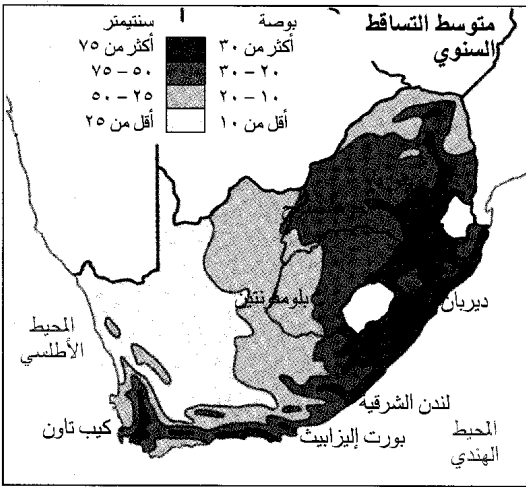 متوسط التساقط
السنوي
بوصة
سنتيمتر
أكثر من ٣٠
أكثر من ٧٥
٢٠ – ٣٠
٥٠ – ٧٥
١٠ – ٢٠
٢٥ – ٥٠
أقل من ١٠
أقل من ٢٥
بلومفونتين
ديربان
المحيط
الأطلسي
لندن الشرقية
كيب تاون
بورت إليزابيث
المحيط
الهندي